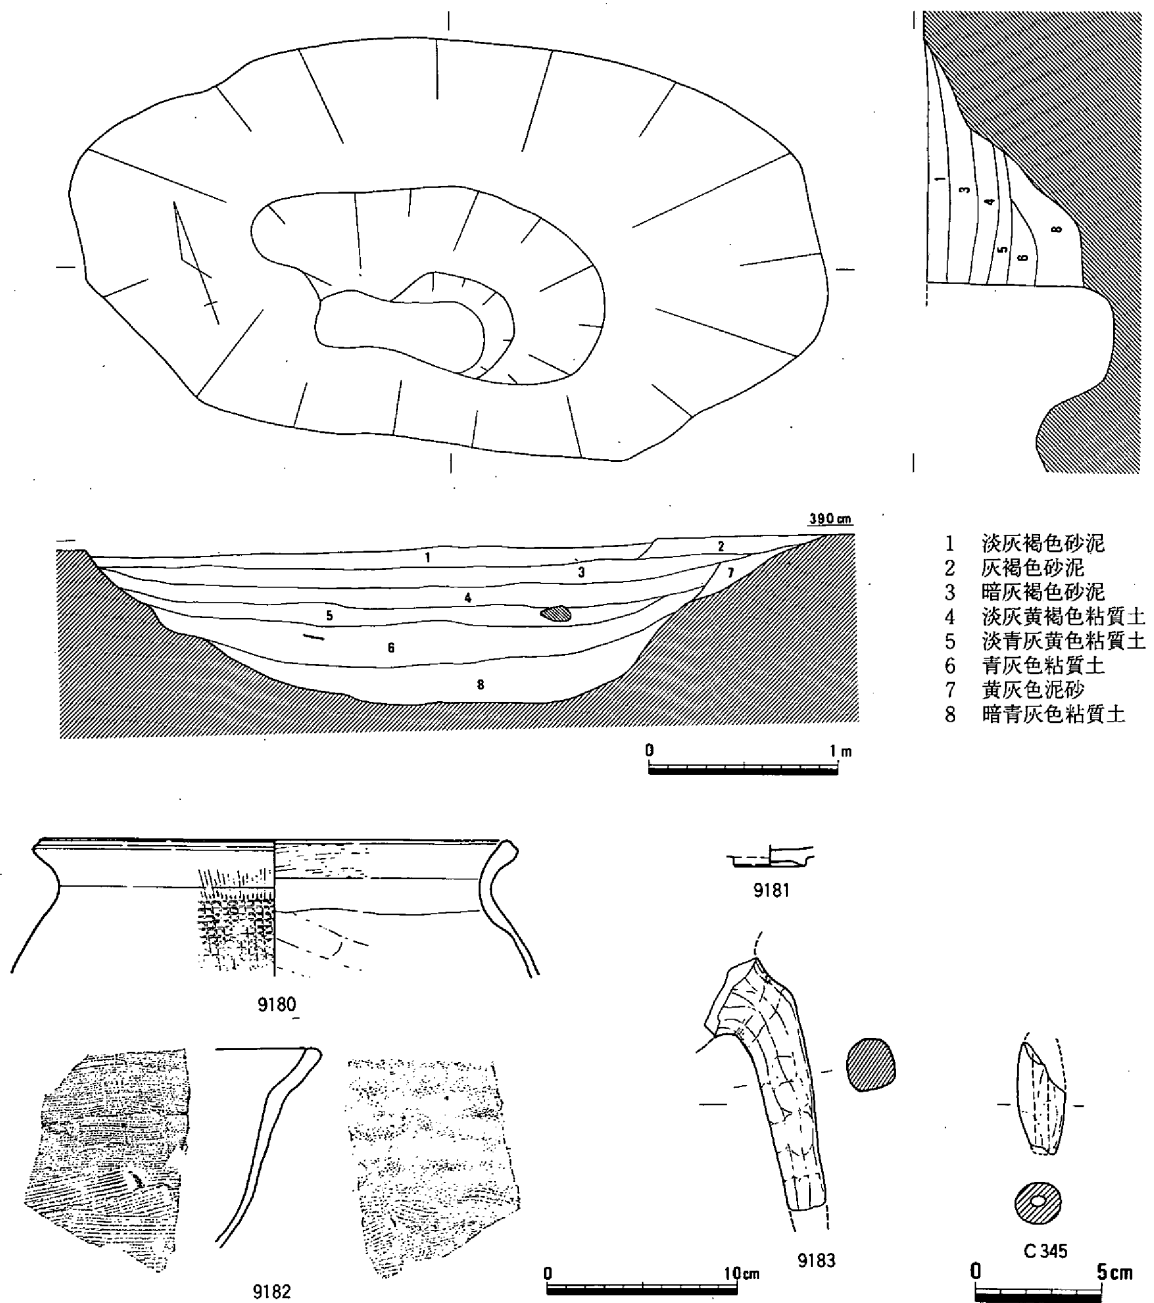 1
3
4
5
6
8
390cm
1
2
3
4
5
6
7
8
1 淡灰褐色砂泥
2 灰褐色砂泥
3 暗灰褐色砂泥
4 淡灰黄褐色粘質土
5 淡青灰黄色粘質土
6 青灰色粘質土
7 黄灰色泥砂
8 暗青灰色粘質土
0 1m
9180
9181
9182
9183
C345
0 10cm
0 5cm